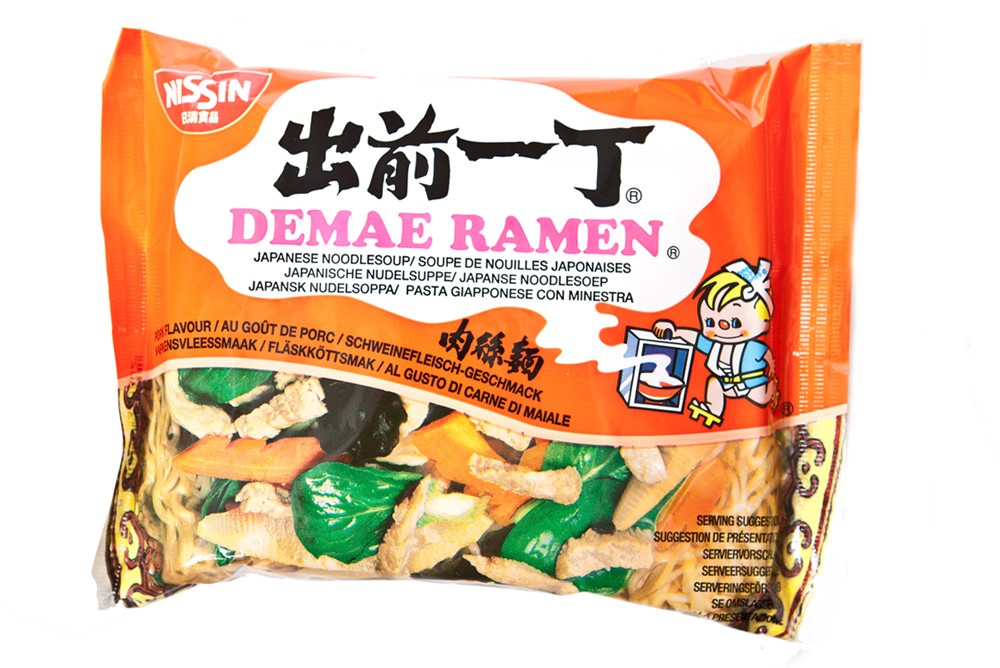 NISSIN
日清食品
出前一丁®
DEMAE RAMEN®
JAPANESE NOODLESOUP/ SOUPE DE NOUILLES JAPONAISES
JAPANISCHE NUDELSUPPE/ JAPANSE NOODLESOEP
JAPANSK NUDELSOPPA/ PASTA GIAPPONESE CON MINESTRA
肉絲麵
FLAVOUR / AU GOÛT DE PORC / SCHWEINEFLEISCH-GESCHMACK
/ FLÄSKKÖTTSMAK / AL GUSTO DI CARNE DI MAIALE
®
SERVING
SUGGESTION DE